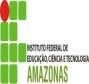 INSTITUTO FEDERAL DE
EDUCAÇÃO, CIÊNCIA E TECNOLOGIA
AMAZONAS